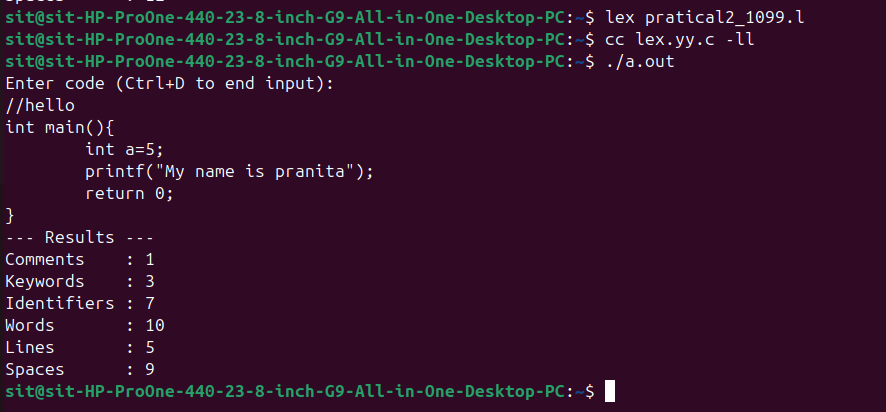 sit@sit-HP-ProOne-440-23-8-inch-G9-All-in-One-Desktop-PC:~$ lex pratical2_1099.l
sit@sit-HP-ProOne-440-23-8-inch-G9-All-in-One-Desktop-PC:~$ cc lex.yy.c -ll
sit@sit-HP-ProOne-440-23-8-inch-G9-All-in-One-Desktop-PC:~$ ./a.out
Enter code (Ctrl+D to end input):
//hello
int main(){
        int a=5;
        printf("My name is pranita");
        return 0;
}
--- Results ---
Comments    : 1
Keywords    : 3
Identifiers : 7
Words       : 10
Lines       : 5
Spaces      : 9
sit@sit-HP-ProOne-440-23-8-inch-G9-All-in-One-Desktop-PC:~$